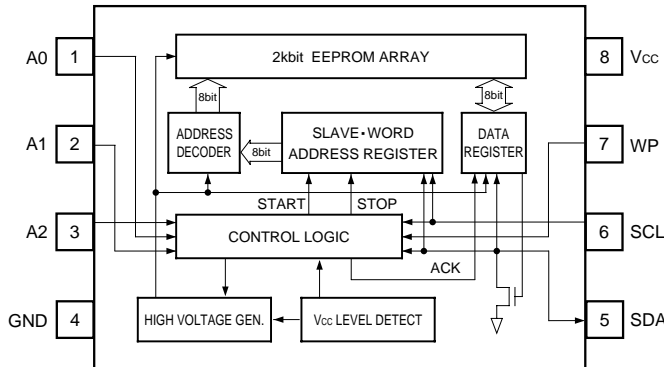 2kbit EEPROM ARRAY
A0 1
8 Vcc
8bit
8bit
A1 2
ADDRESS
DECODER
8bit
SLAVE・WORD
ADDRESS REGISTER
DATA
REGISTER
7 WP
START
STOP
A2 3
CONTROL LOGIC
6 SCL
ACK
GND 4
HIGH VOLTAGE GEN.
Vcc LEVEL DETECT
5 SDA